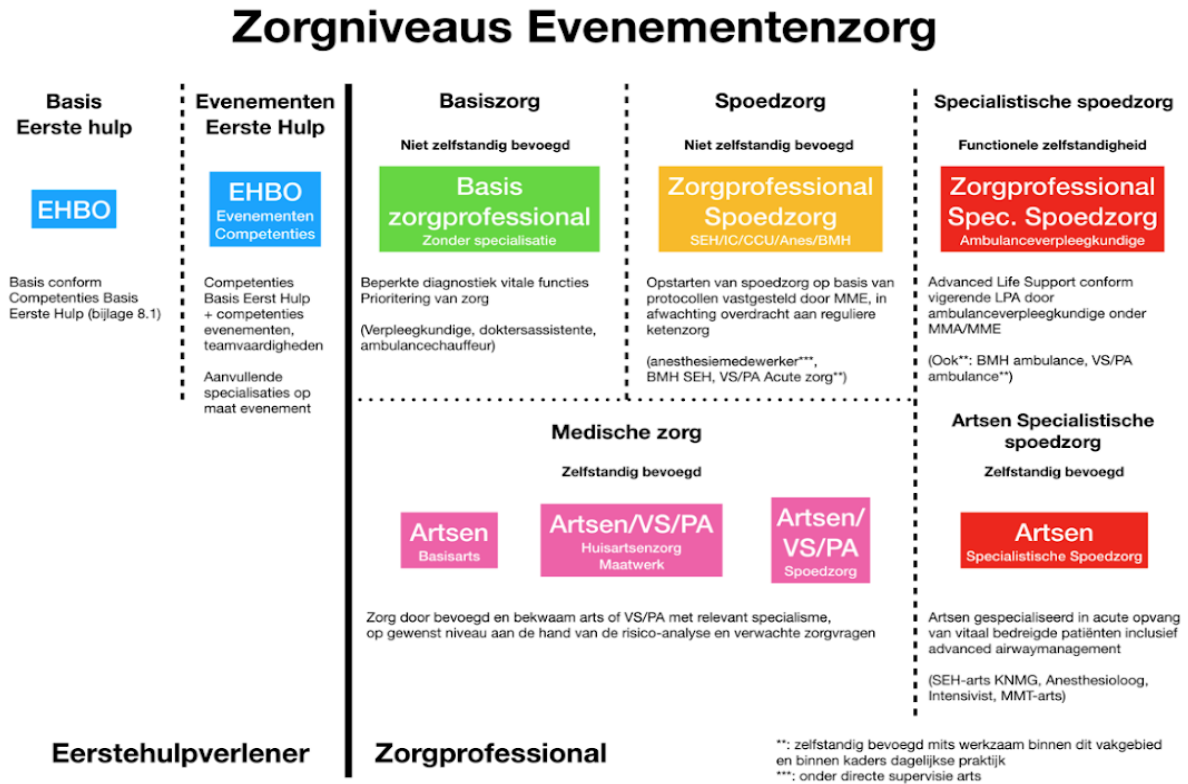 Zorgniveaus Evenementenzorg
Basis
Eerste hulp
EHBO
Basis conform
Competenties Basis
Eerste Hulp (bijlage 8.1)
Evenementen
Eerste Hulp
EHBO
Evenementen
Competenties
Competenties
Basis Eerst Hulp
+ competenties
evenementen,
teamvaardigheden
Aanvullende
specialisaties op
maat evenement
Basiszorg
Niet zelfstandig bevoegd
Basis
zorgprofessional
Zonder specialisatie
Beperkte diagnostiek vitale functies
Prioritering van zorg
(Verpleegkundige, doktersassistente,
ambulancechauffeur)
Spoedzorg
Niet zelfstandig bevoegd
Zorgprofessional
Spoedzorg
SEH/IC/CCU/Anes/BMH
Opstarten van spoedzorg op basis van
protocollen vastgesteld door MME, in
afwachting overdracht aan reguliere
ketenzorg
(anesthesiemedewerker***,
BMH SEH, VS/PA Acute zorg**)
Specialistische spoedzorg
Functionele zelfstandigheid
Zorgprofessional
Spec. Spoedzorg
Ambulanceverpleegkundige
Advanced Life Support conform
vigerende LPA door
ambulanceverpleegkundige onder
MMA/MME
(Ook**: BMH ambulance, VS/PA
ambulance**)
Medische zorg
Zelfstandig bevoegd
Artsen
Basisarts
Artsen/VS/PA
Huisartsenzorg
Maatwerk
Artsen/
VS/PA
Spoedzorg
Zorg door bevoegd en bekwaam arts of VS/PA met relevant specialisme,
op gewenst niveau aan de hand van de risico-analyse en verwachte zorgvragen
Artsen Specialistische
spoedzorg
Zelfstandig bevoegd
Artsen
Specialistische Spoedzorg
Artsen gespecialiseerd in acute opvang
van vitaal bedreigde patiënten inclusief
advanced airwaymanagement
(SEH-arts KNMG, Anesthesioloog,
Intensivist, MMT-arts)
Eerstehulpverlener
Zorgprofessional
**: zelfstandig bevoegd mits werkzaam binnen dit vakgebied
en binnen kaders dagelijkse praktijk
***: onder directe supervisie arts